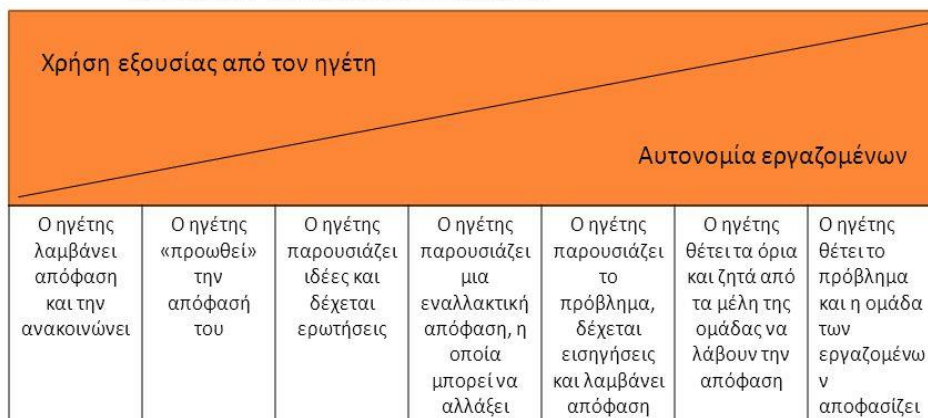 Χρήση εξουσίας από τον ηγέτη
Αυτονομία εργαζομένων
Ο ηγέτης
λαμβάνει
απόφαση
και την
ανακοινώνει
Ο ηγέτης
«προωθεί»
την
απόφασή
του
Ο ηγέτης
παρουσιάζει
ιδέες και
δέχεται
ερωτήσεις
Ο ηγέτης
παρουσιάζει
μια
εναλλακτική
απόφαση, η
οποία
μπορεί να
αλλάξει
Ο ηγέτης
παρουσιάζει
το
πρόβλημα,
δέχεται
εισηγήσεις
και λαμβάνει
απόφαση
Ο ηγέτης
θέτει τα όρια
και ζητά από
τα μέλη της
ομάδας να
λάβουν την
απόφαση
Ο ηγέτης
θέτει το
πρόβλημα
και η ομάδα
των
εργαζομένω
ν
αποφασίζει